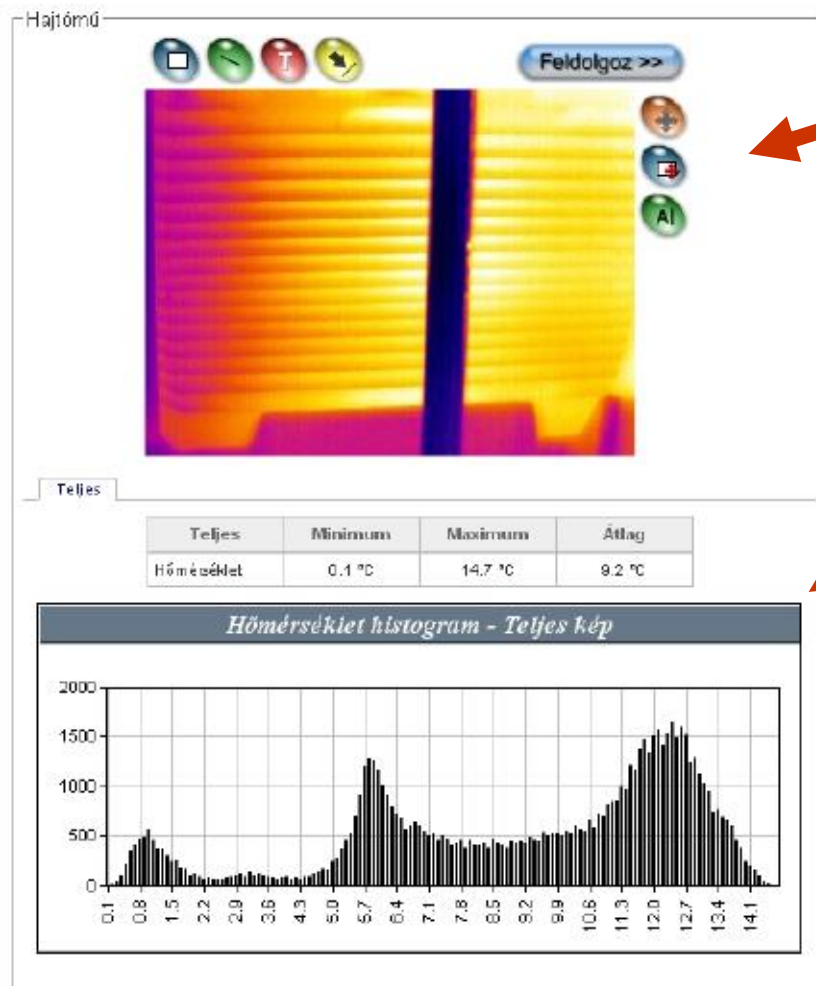 Hajtómű
T
Feldolgoz >>
AI
Teljes
Teljes Minimum Maximum Átlag
Hőmérséklet 0.1 °C 14.7 °C 9.2 °C
Hőmérséklet histogram - Teljes kép
2000
1500
1000
500
0
0.1 0.8 1.5 2.2 2.9 3.6 4.3 5.0 5.7 6.4 7.1 7.8 8.5 9.2 9.9 10.6 11.3 12.0 12.7 13.4 14.1